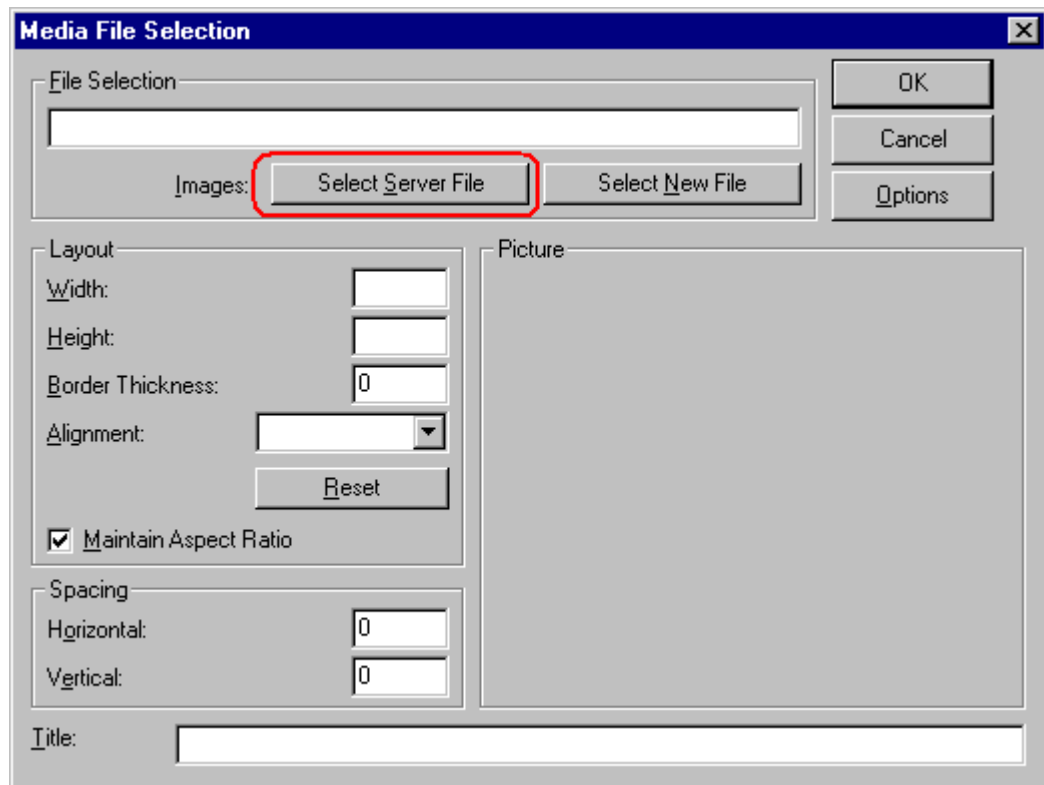 Media File Selection
File Selection
OK
Cancel
Images:
Select Server File
Select New File
Options
Layout
Picture
Width:
Height:
Border Thickness:
0
Alignment:
Reset
Maintain Aspect Ratio
Spacing
Horizontal:
0
Vertical:
0
Title: